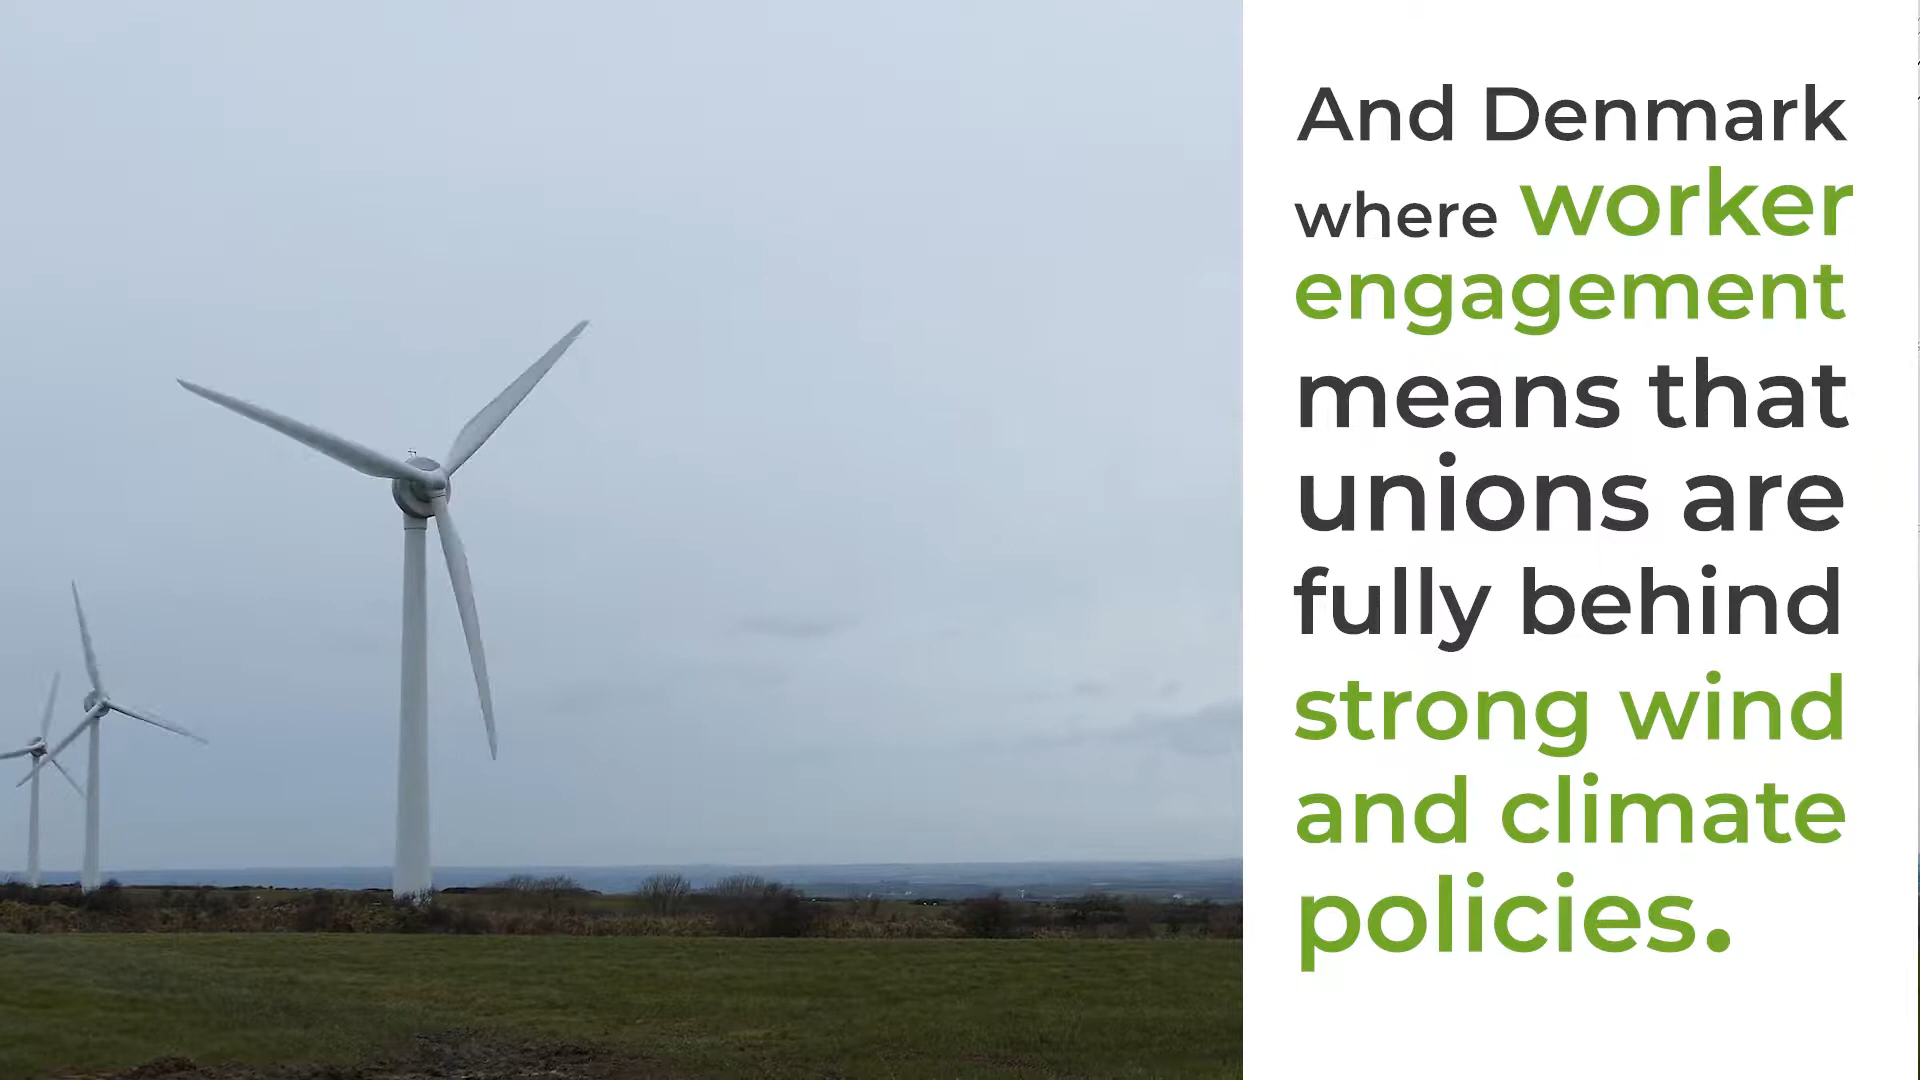 And Denmark
where worker
engagement
means that
unions are
fully behind
strong wind
and climate
policies.